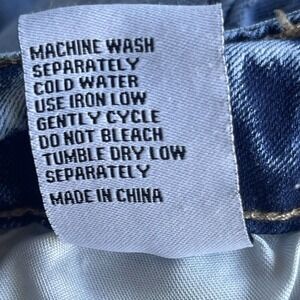 MACHINE WASH
SEPARATELY
COLD WATER
USE IRON LOW
GENTLY CYCLE
DO NOT BLEACH
TUMBLE DRY LOW
SEPARATELY
MADE IN CHINA